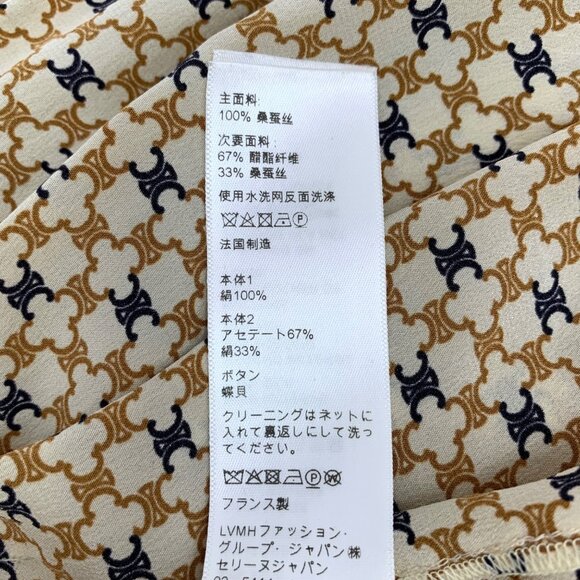 主面料:
100% 桑蚕丝
次要面料:
67% 醋酯纤维
33% 桑蚕丝
使用水洗网反面洗涤
法国制造
本体1
絹100%
本体2
アセテート67%
絹33%
ボタン
蝶貝
クリーニングはネットに
入れて裏返しにして洗っ
てください。
フランス製
LVMHファッション・
グループ・ジャパン㈱
セリーヌジャパン